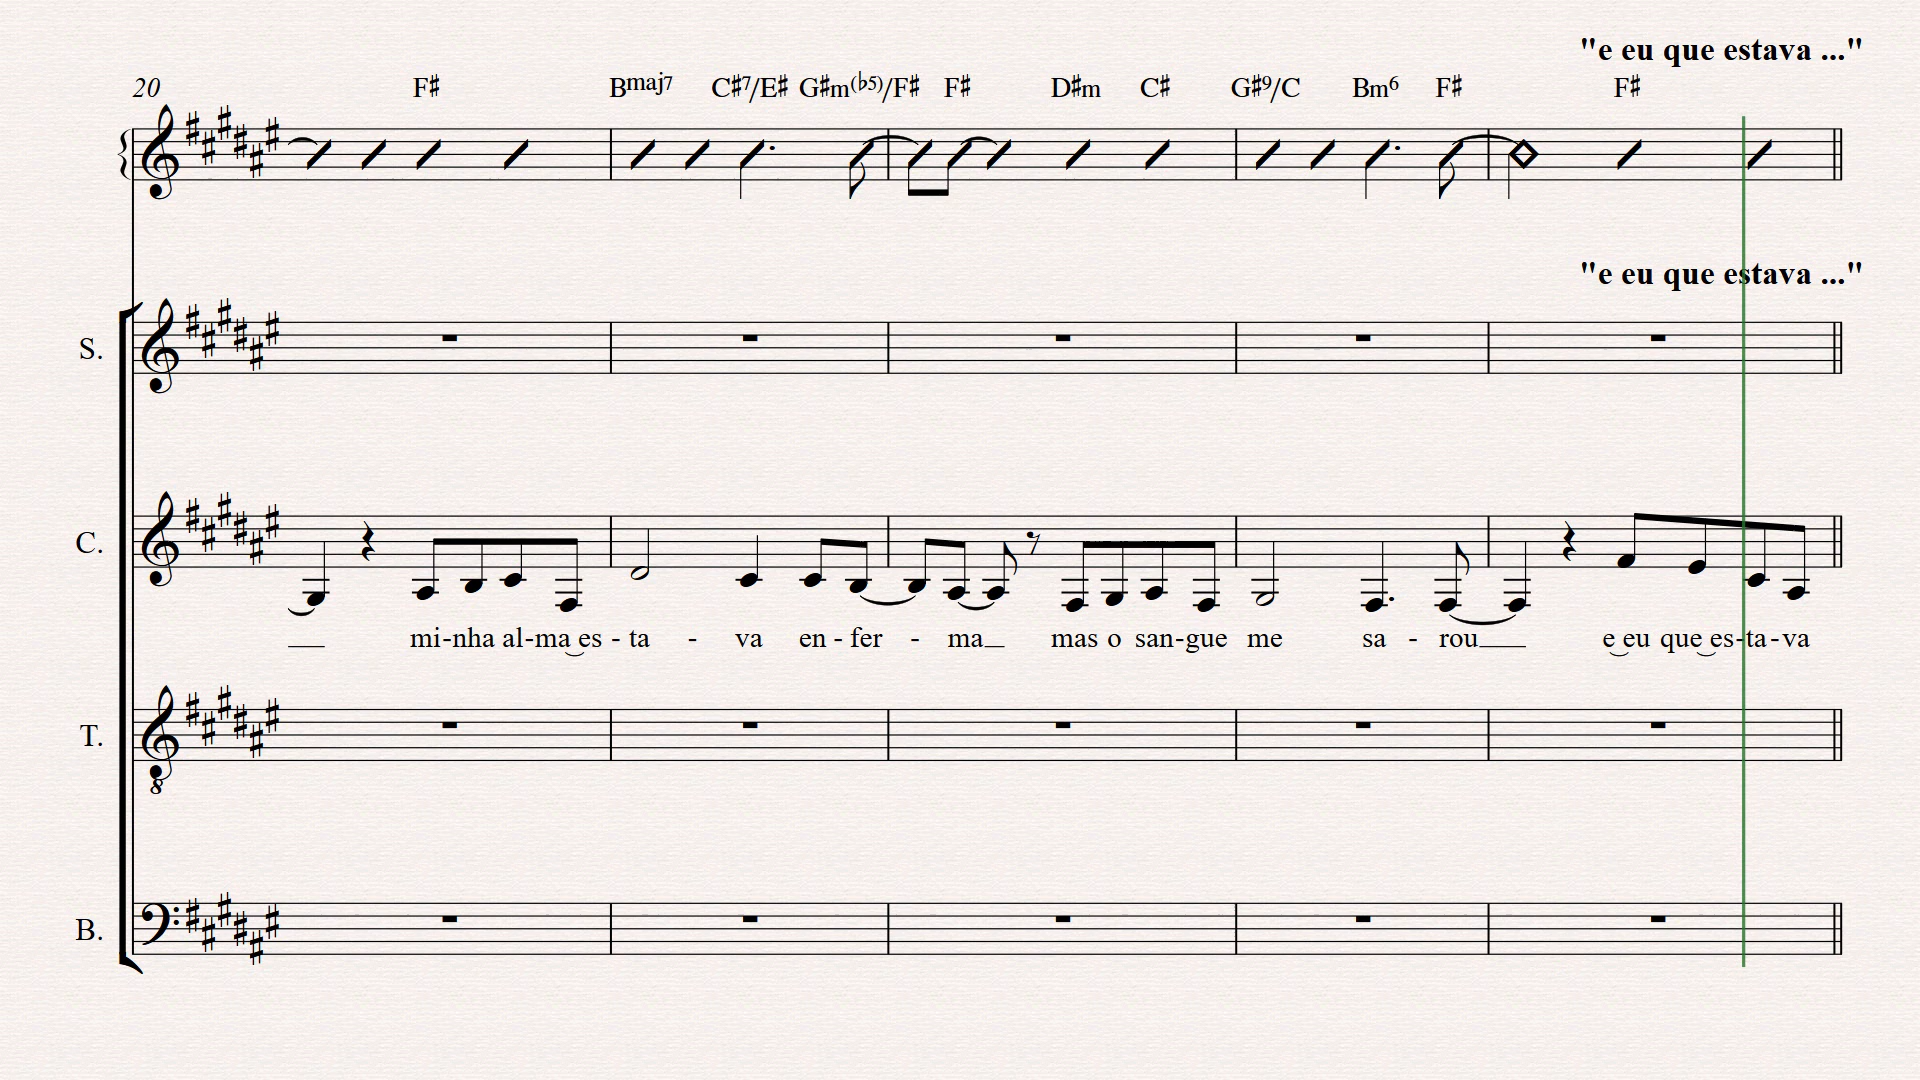 "e eu que estava ..."
20 F♯ Bmaj7 C♯7/E♯ G♯m(♭5)/F♯ F♯ D♯m C♯ G♯9/C Bm6 F♯ F♯
"e eu que estava ..."
S.
C.
mi-nha al-ma es - ta - va en - fer - ma mas o san-gue me sa - rou e eu que es-ta-va
T.
8
B.